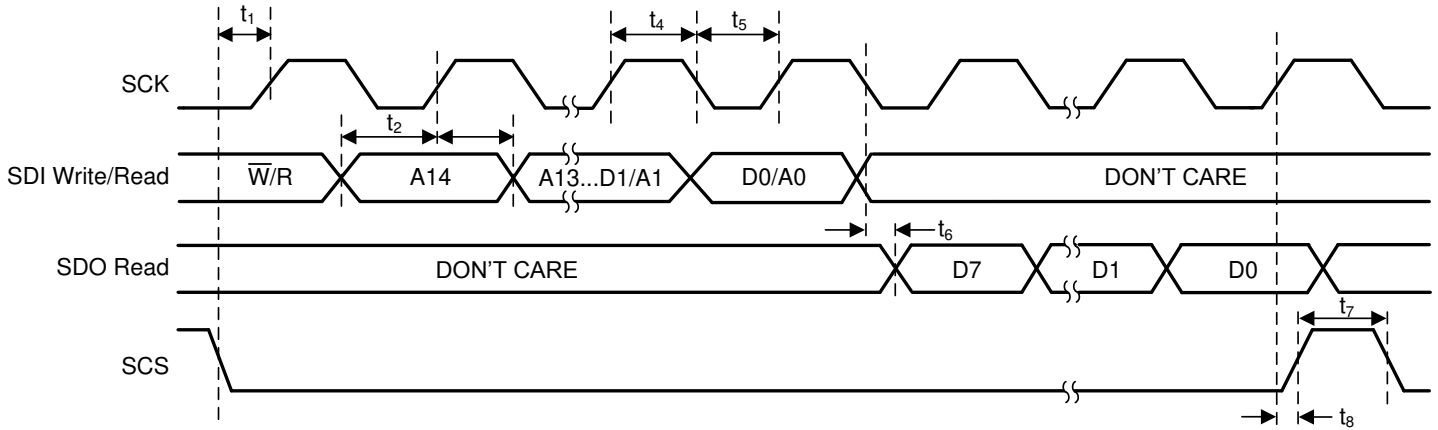 t1
t4
t5
SCK
t2
t3
SDI Write/Read
W/R
A14
A13...D1/A1
D0/A0
DON'T CARE
t6
SDO Read
DON'T CARE
D7
D1
D0
t7
SCS
t8